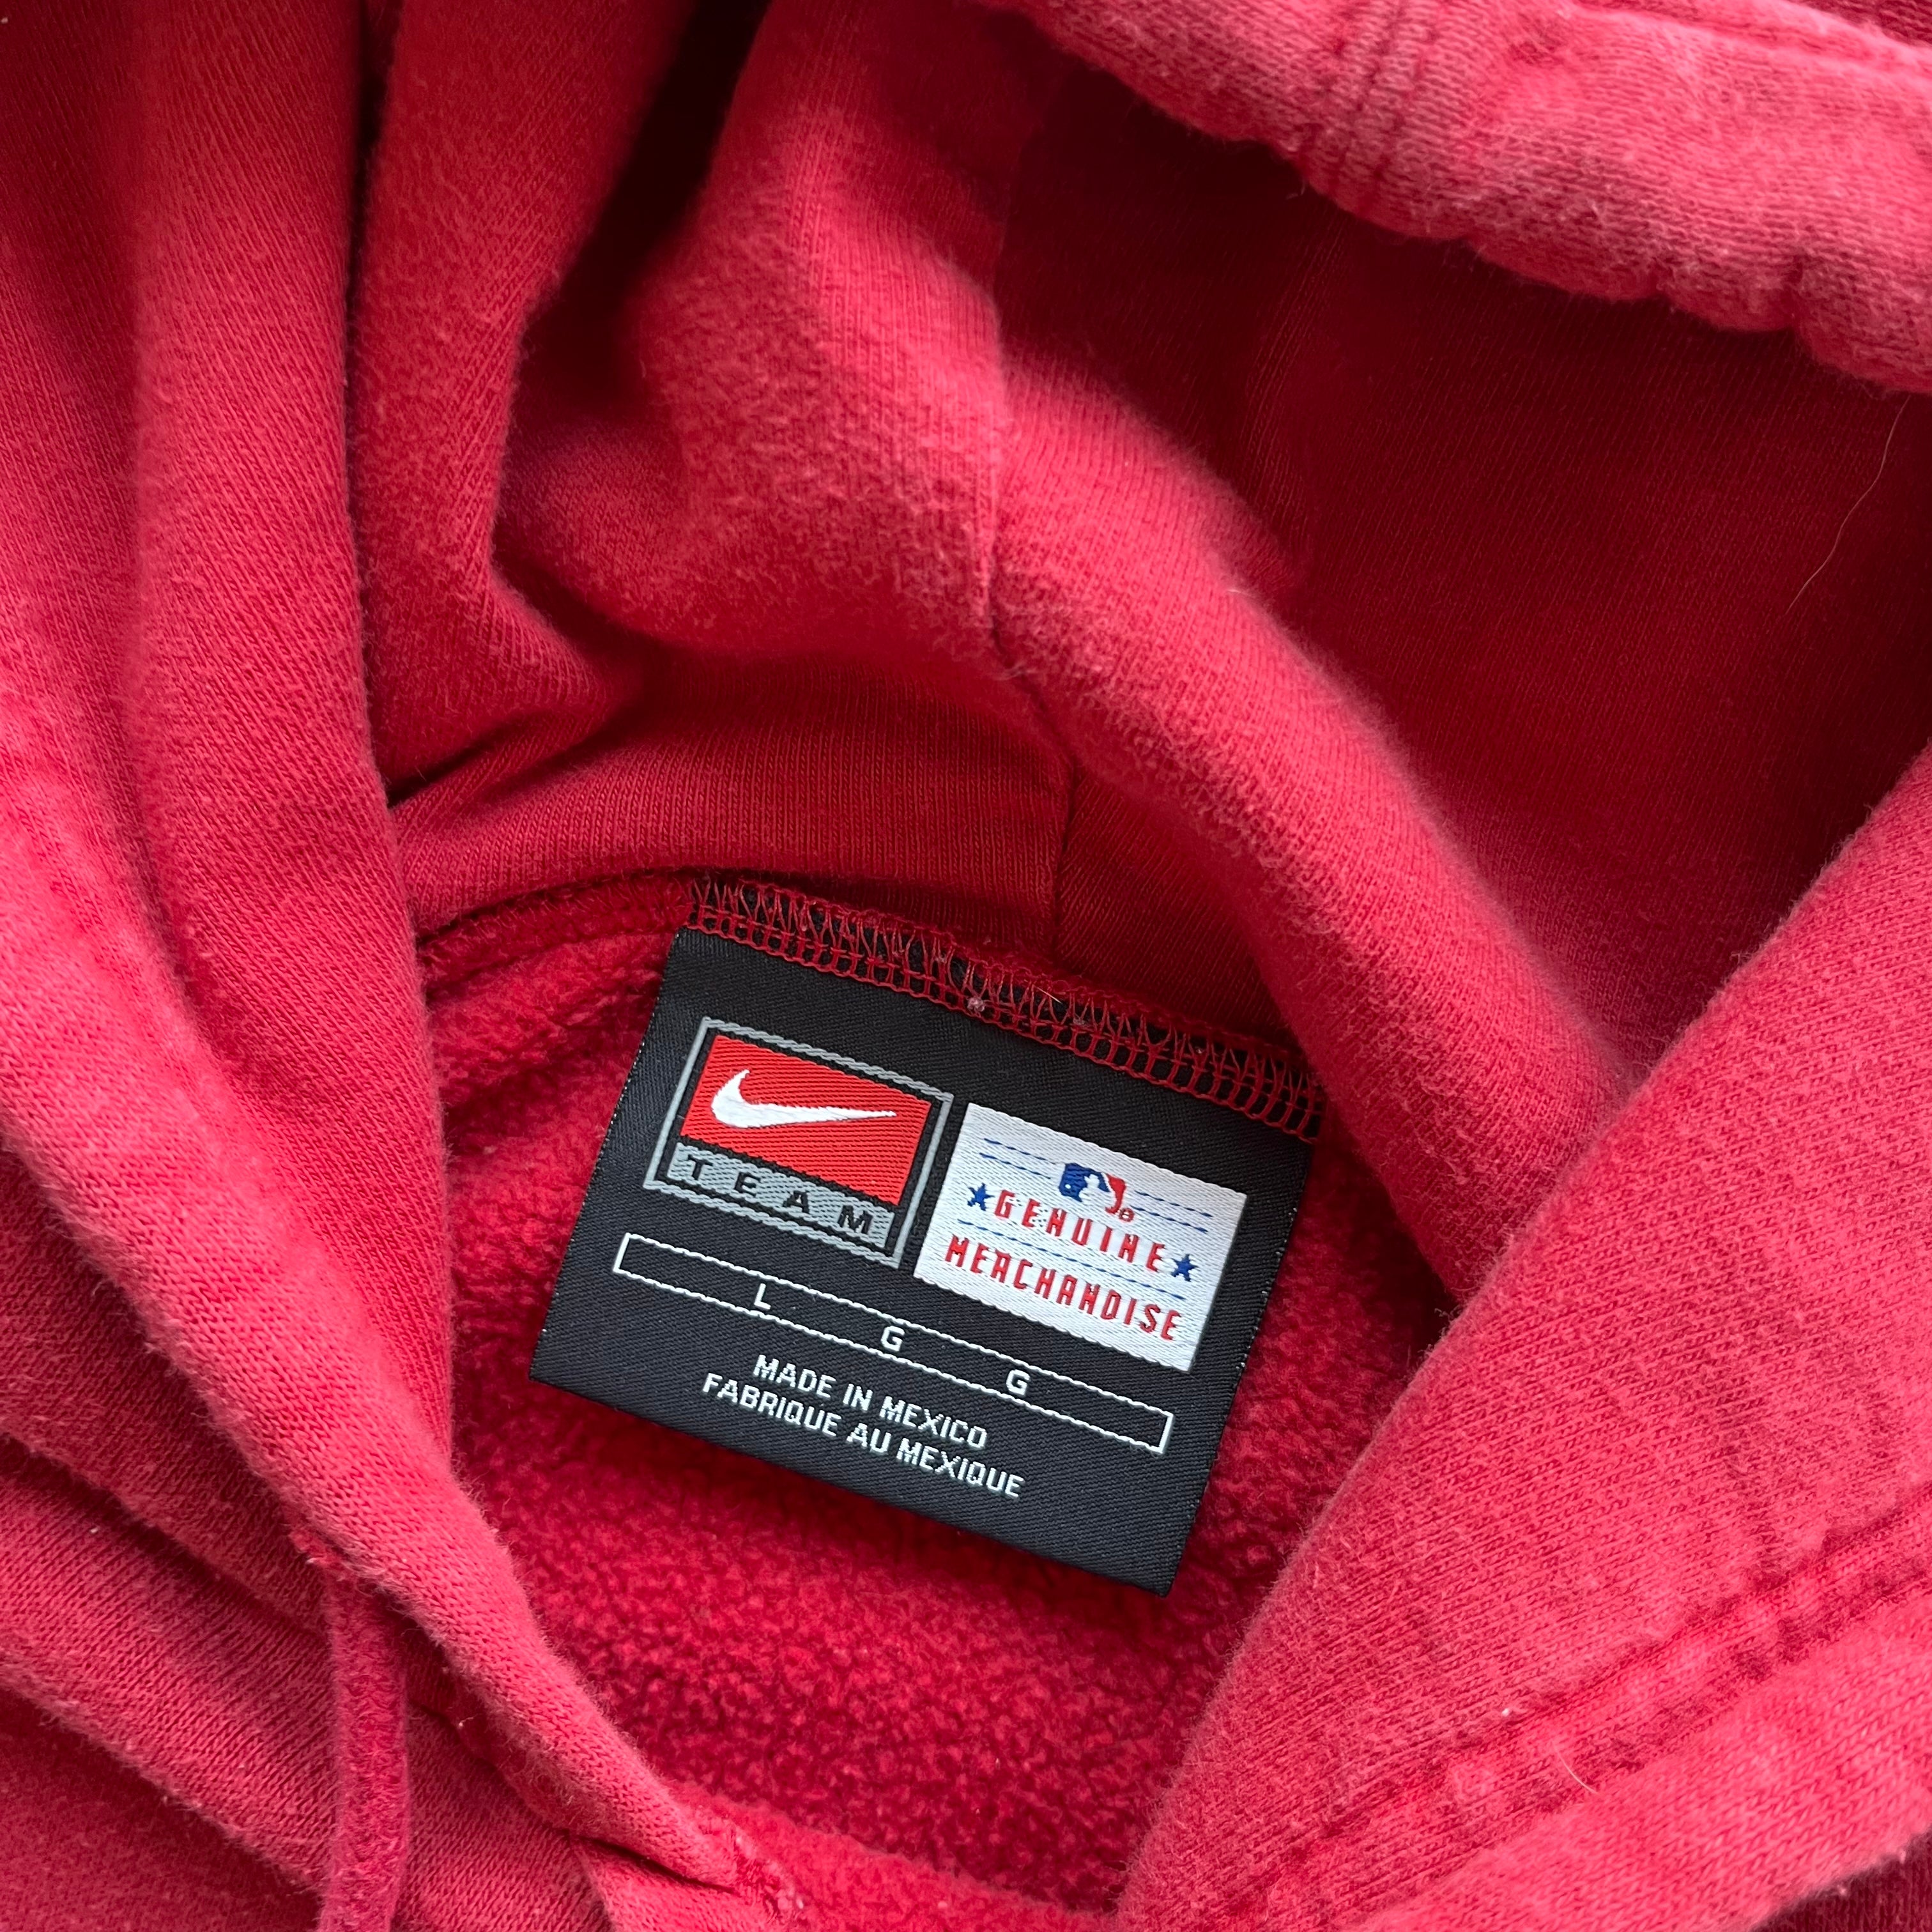 TEAM
GENUINE
MERCHANDISE
L G G
MADE IN MEXICO
FABRIQUE AU MEXIQUE